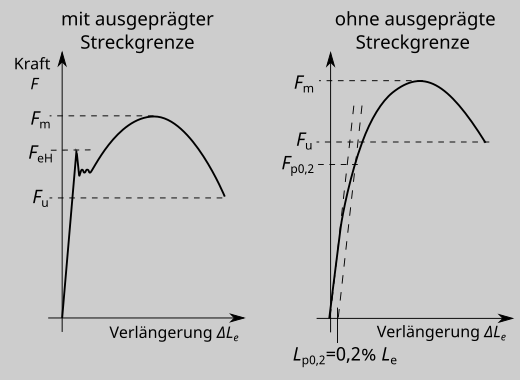 mit ausgeprägter
Streckgrenze
Kraft
F
Fm
FeH
Fu
Verlängerung ΔLe
ohne ausgeprägte
Streckgrenze
Fm
Fu
Fp0,2
Verlängerung ΔLe
Lp0,2=0,2% Le